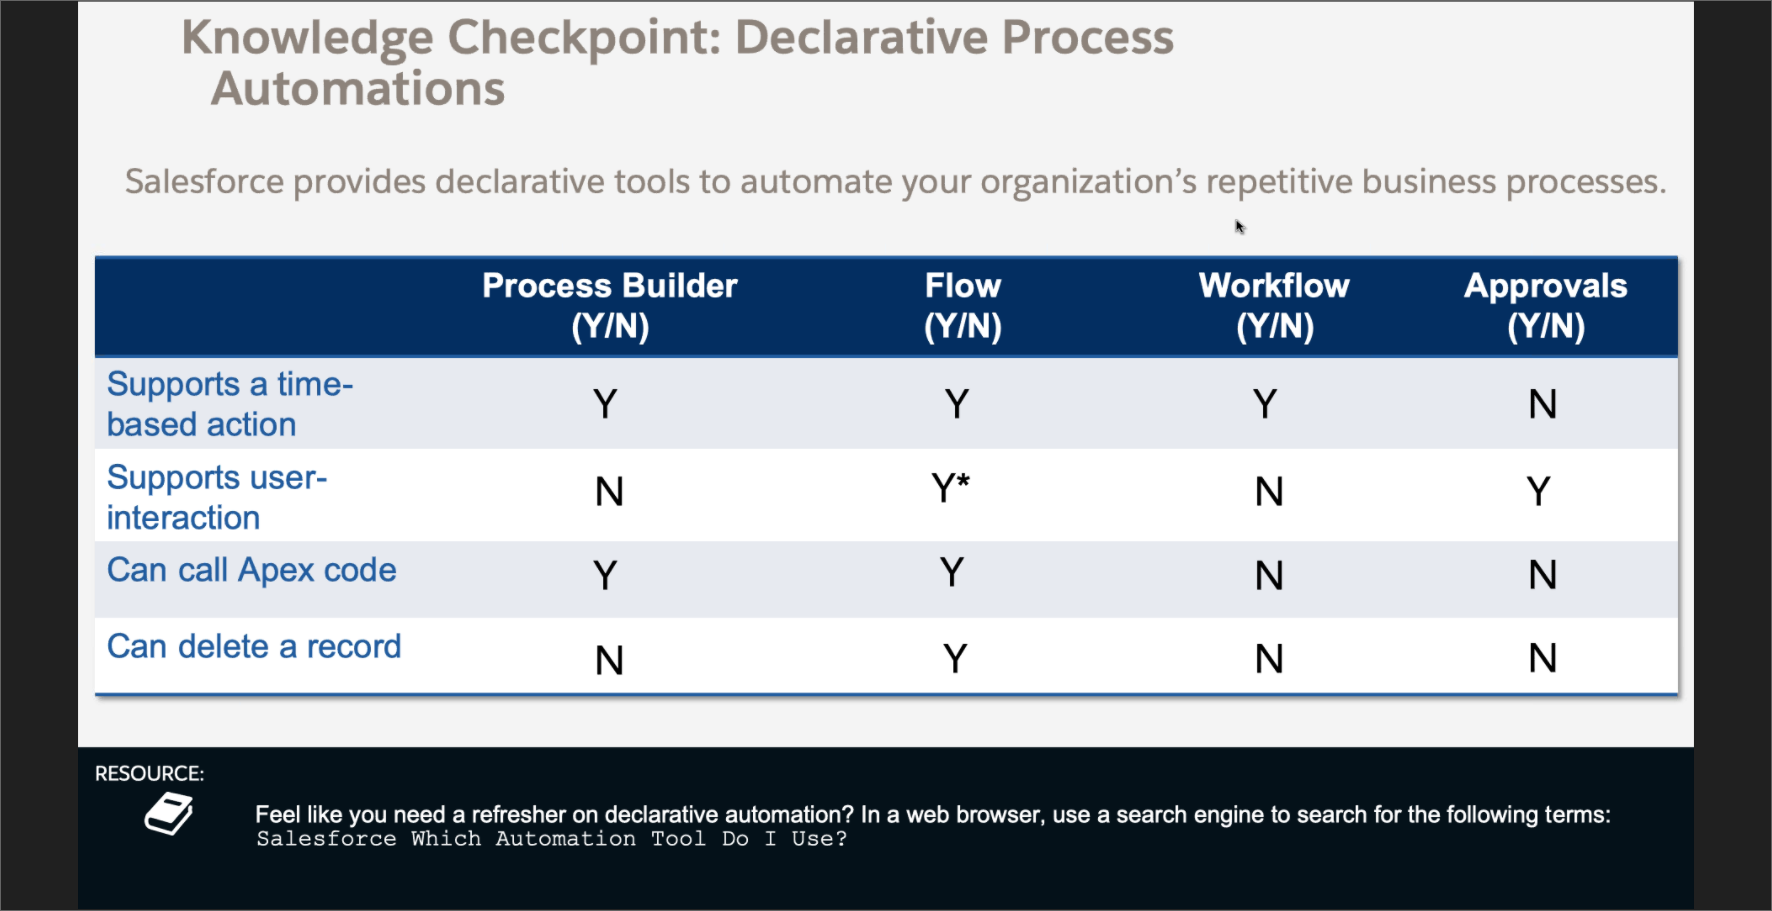 Knowledge Checkpoint: Declarative Process
Automations
Salesforce provides declarative tools to automate your organization’s repetitive business processes.
Process Builder Flow Workflow Approvals
(Y/N) (Y/N) (Y/N) (Y/N)
Supports a time-
based action Y Y Y N
Supports user-
interaction N Y* N Y
Can call Apex code Y Y N N
Can delete a record N Y N N
RESOURCE:
Feel like you need a refresher on declarative automation? In a web browser, use a search engine to search for the following terms:
Salesforce Which Automation Tool Do I Use?